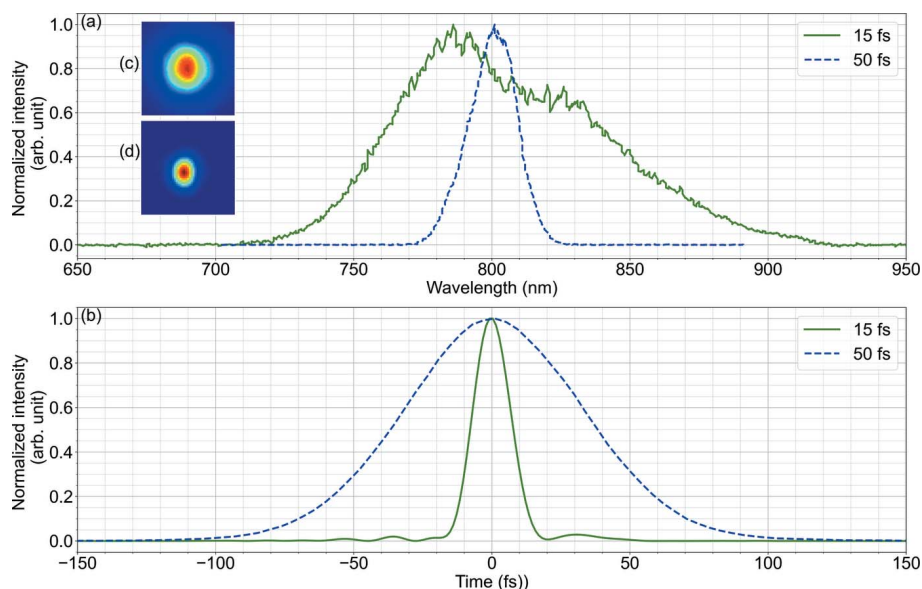 (a)
(c)
(d)
15 fs
50 fs
Normalized intensity
(arb. unit)
1.0
0.8
0.6
0.4
0.2
0.0
650
700
750
800
850
900
950
Wavelength (nm)
(b)
15 fs
50 fs
Normalized intensity
(arb. unit)
1.0
0.8
0.6
0.4
0.2
0.0
−150
−100
−50
0
50
100
150
Time (fs))